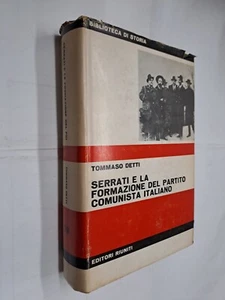 BIBLIOTECA DI STORIA
TOMMASO DETTI
SERRATI E LA
FORMAZIONE DEL PARTITO
COMUNISTA ITALIANO
EDITORI RIUNITI